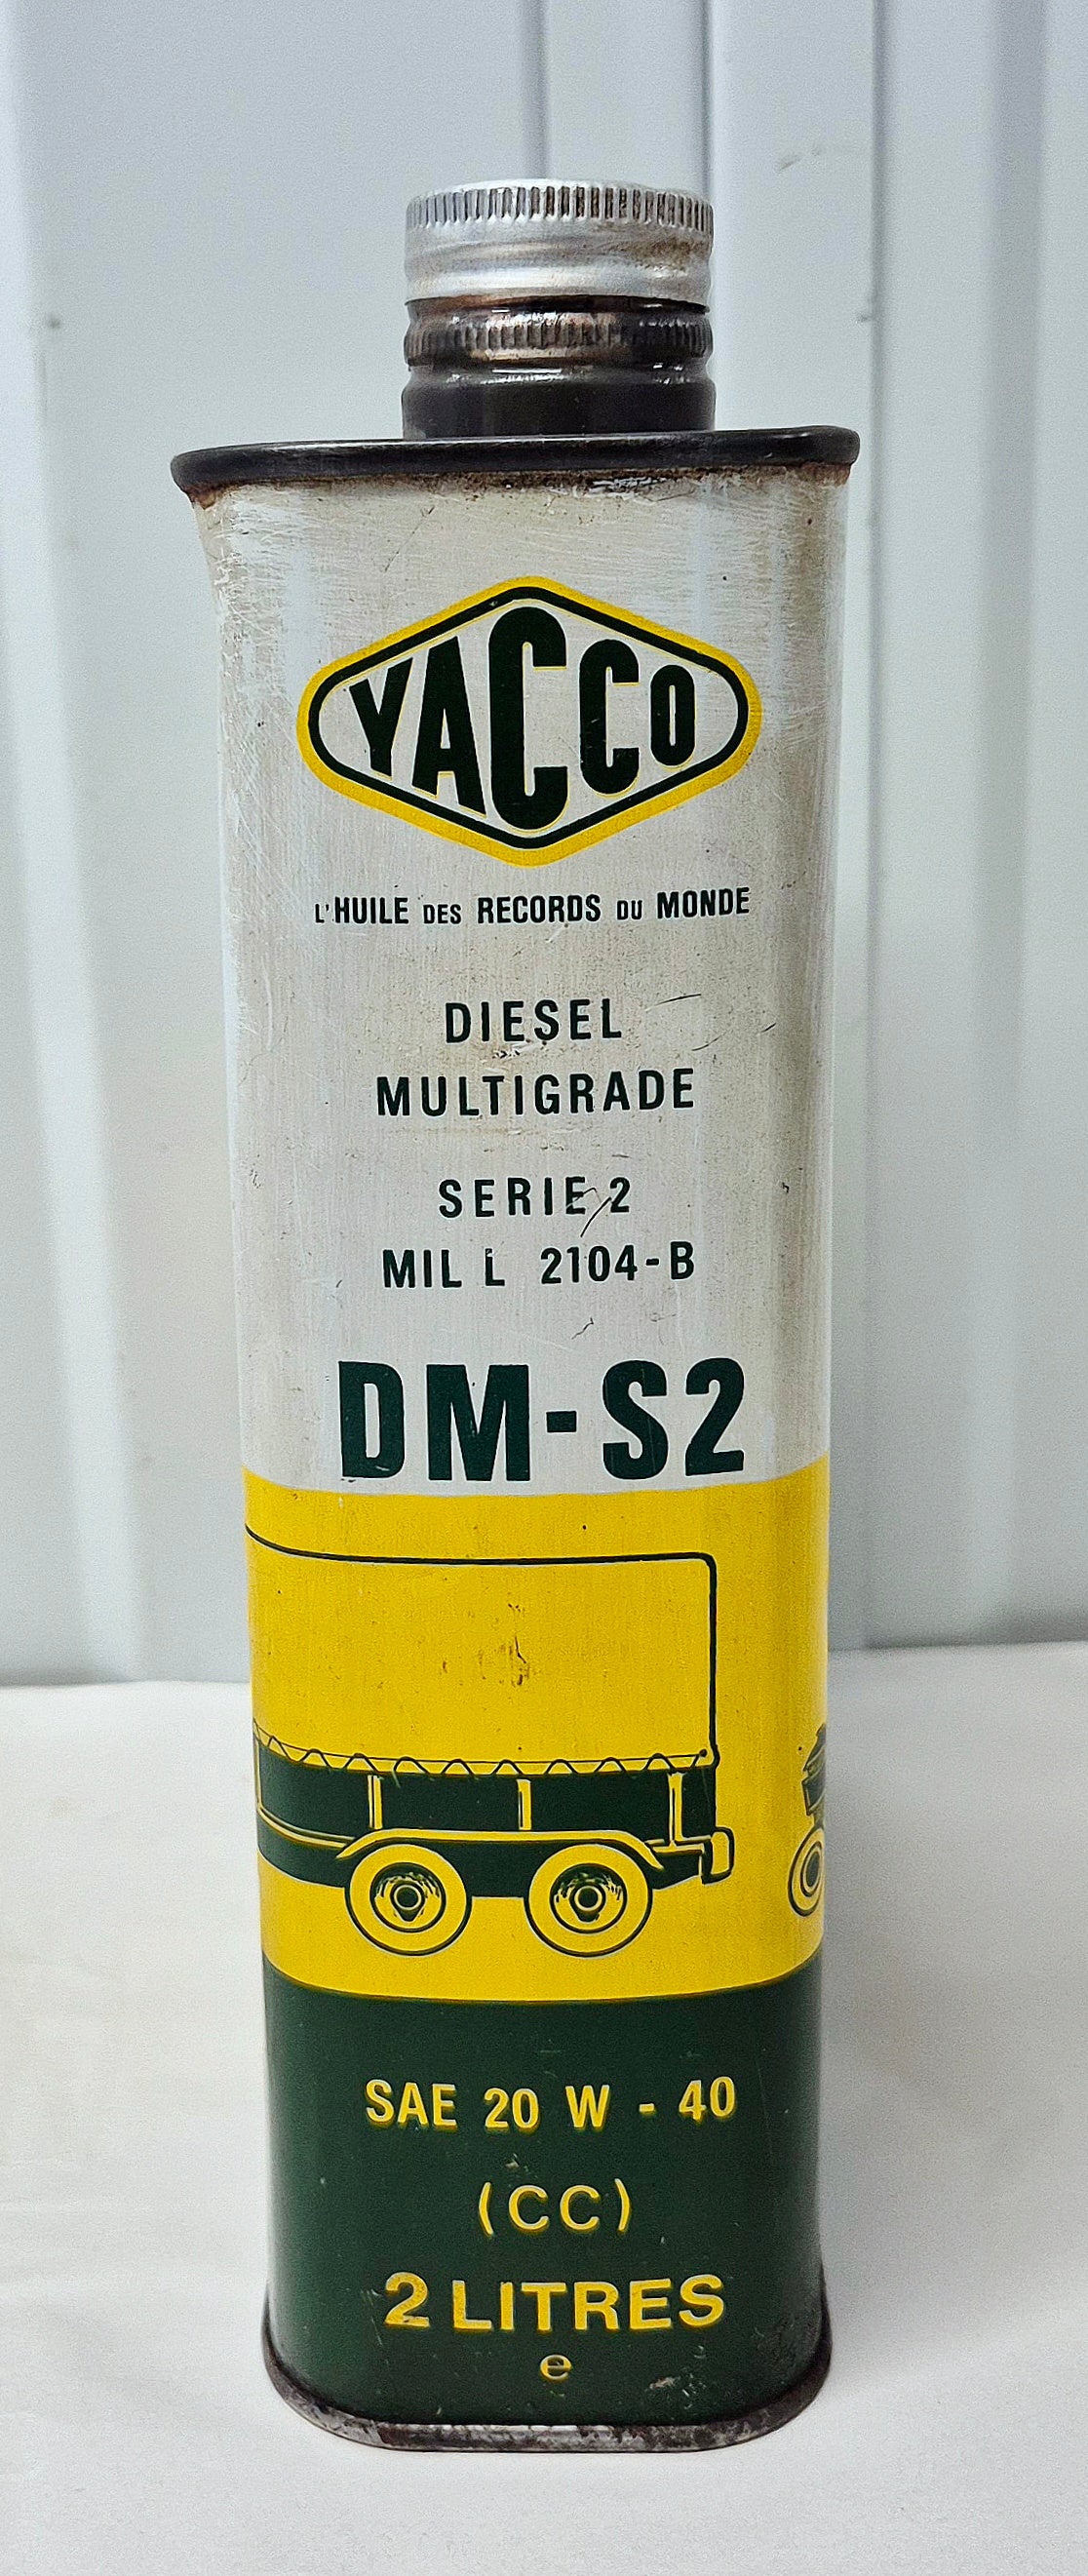 YACCO
L'HUILE DES RECORDS DU MONDE
DIESEL
MULTIGRADE
SERIE 2
MIL L 2104-B
DM-S2
SAE 20 W - 40
(CC)
2 LITRES
e